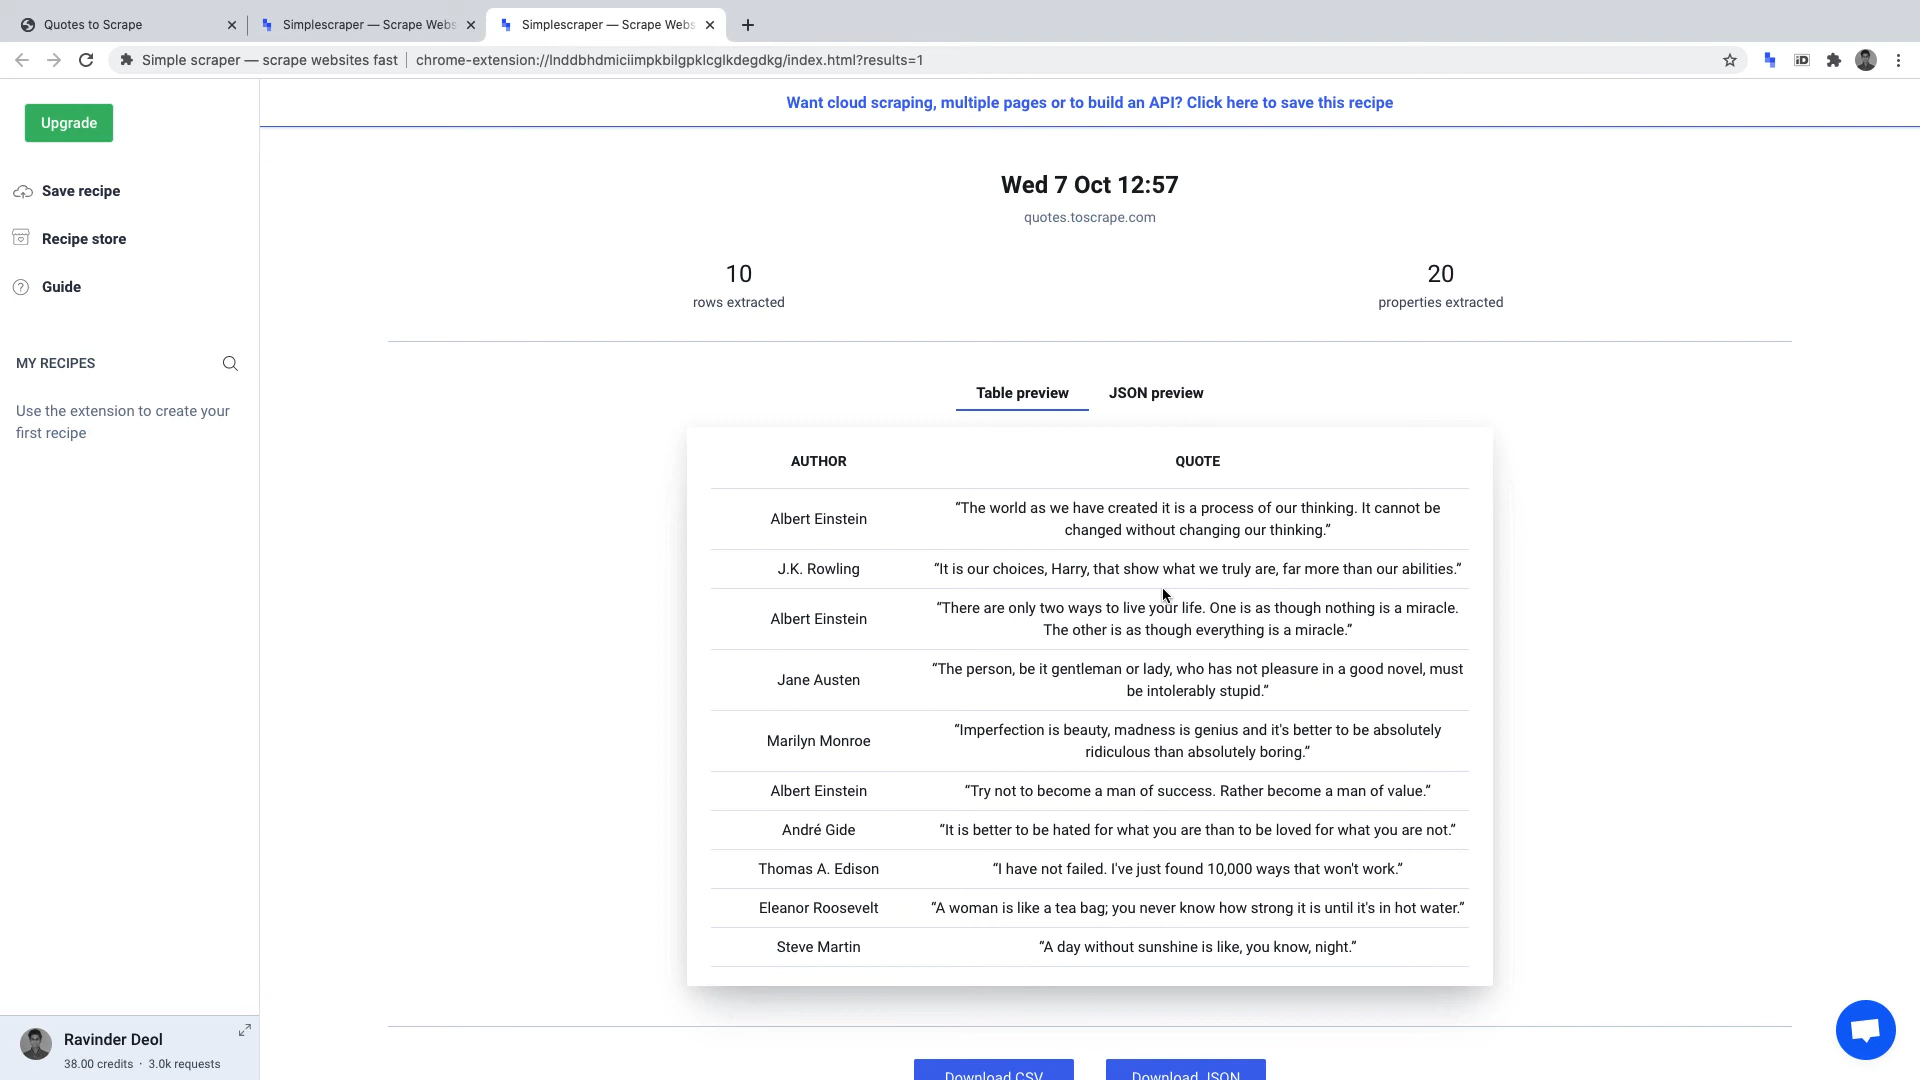 Quotes to Scrape
Simplescraper — Scrape Webs
Simplescraper — Scrape Webs
Simple scraper — scrape websites fast
chrome-extension://lnddbhdmiciimpkbilgpklcglkdegdkg/index.html?results=1
iD
Want cloud scraping, multiple pages or to build an API? Click here to save this recipe
Upgrade
Save recipe
Recipe store
Guide
MY RECIPES
Use the extension to create your
first recipe
Wed 7 Oct 12:57
quotes.toscrape.com
10
rows extracted
20
properties extracted
Table preview
JSON preview
AUTHOR
QUOTE
Albert Einstein
“The world as we have created it is a process of our thinking. It cannot be
changed without changing our thinking.”
J.K. Rowling
“It is our choices, Harry, that show what we truly are, far more than our abilities.”
Albert Einstein
“There are only two ways to live your life. One is as though nothing is a miracle.
The other is as though everything is a miracle.”
Jane Austen
“The person, be it gentleman or lady, who has not pleasure in a good novel, must
be intolerably stupid.”
Marilyn Monroe
“Imperfection is beauty, madness is genius and it's better to be absolutely
ridiculous than absolutely boring.”
Albert Einstein
“Try not to become a man of success. Rather become a man of value.”
André Gide
“It is better to be hated for what you are than to be loved for what you are not.”
Thomas A. Edison
“I have not failed. I've just found 10,000 ways that won't work.”
Eleanor Roosevelt
“A woman is like a tea bag; you never know how strong it is until it's in hot water.”
Steve Martin
“A day without sunshine is like, you know, night.”
Ravinder Deol
38.00 credits · 3.0k requests
Download CSV
Download JSON